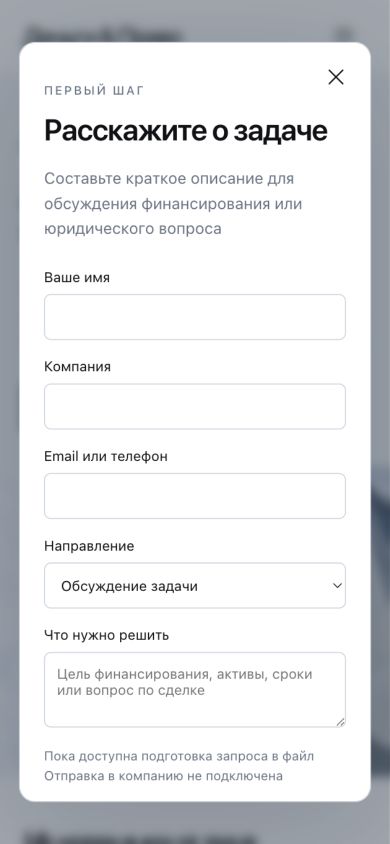 ПЕРВЫЙ ШАГ
Расскажите о задаче
Составьте краткое описание для
обсуждения финансирования или
юридического вопроса
Ваше имя
Компания
Email или телефон
Направление
Обсуждение задачи
Что нужно решить
Цель финансирования, активы, сроки
или вопрос по сделке
Пока доступна подготовка запроса в файл
Отправка в компанию не подключена